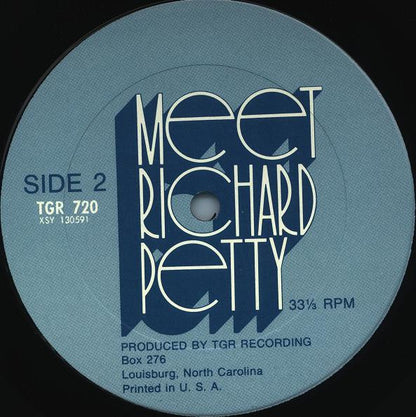 MeeT
RICHARD
PeTTY
SIDE 2
TGR 720
XSY 130591
33⅓ RPM
PRODUCED BY TGR RECORDING
Box 276
Louisburg, North Carolina
Printed in U. S. A.